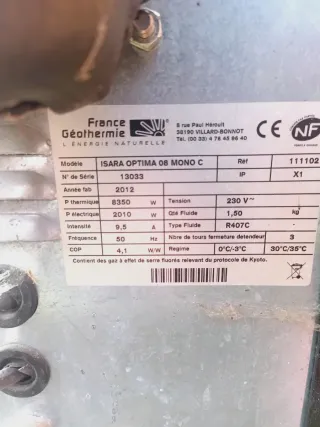 France
Géothermie
L'ÉNERGIE NATURELLE
5 rue Paul Héroult
38190 VILLARD-BONNOT
Tél. (00 33) 4 76 45 96 40
CE
NF
Modèle ISARA OPTIMA 08 MONO C Réf 111102
N° de Série 13033 IP X1
Année fab 2012
P thermique 8350 W Tension 230 V~
P électrique 2010 W Qté Fluide 1,50 kg
Intensité 9,5 A Type Fluide R407C
Fréquence 50 Hz Nbre de tours fermeture detendeur 3
COP 4,1 W/W Regime 0°C/-3°C 30°C/35°C
Contient des gaz à effet de serre fluorés relevant du protocole de Kyoto.